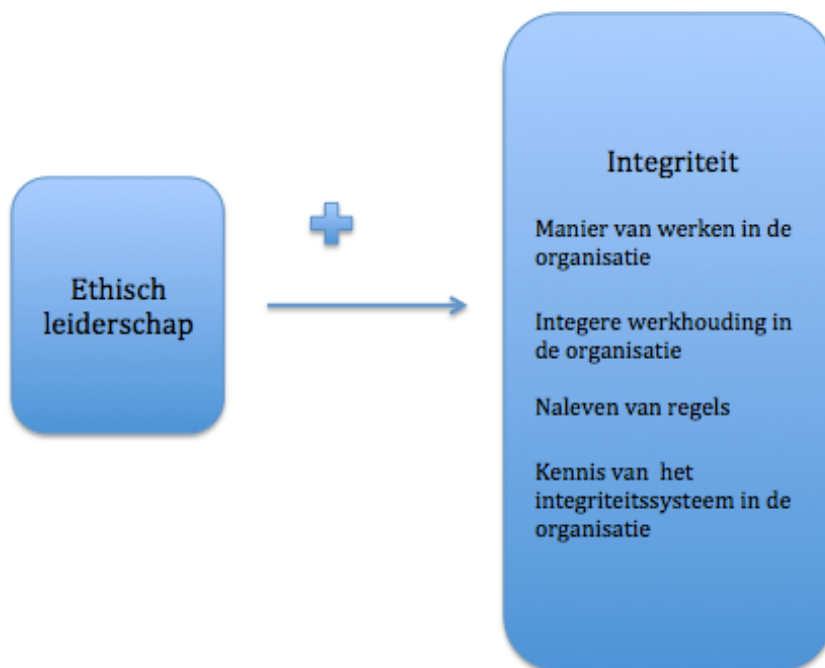 Ethisch
leiderschap
Integriteit
Manier van werken in de
organisatie
Integere werkhouding in
de organisatie
Naleven van regels
Kennis van  het
integriteitssysteem in de
organisatie